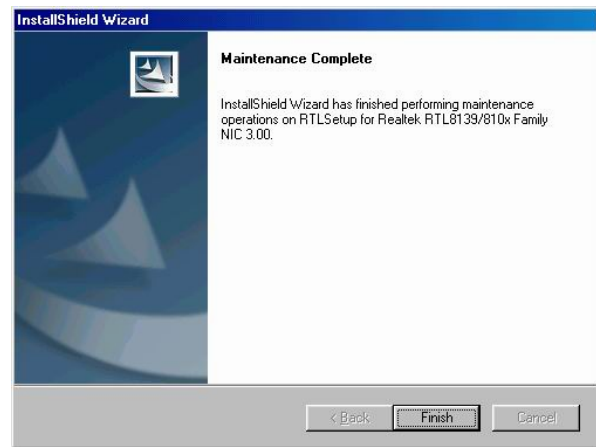 InstallShield Wizard
Maintenance Complete
InstallShield Wizard has finished performing maintenance
operations on RTLSetup for Realtek RTL8139/810x Family
NIC 3.00.
< Back
Finish
Cancel